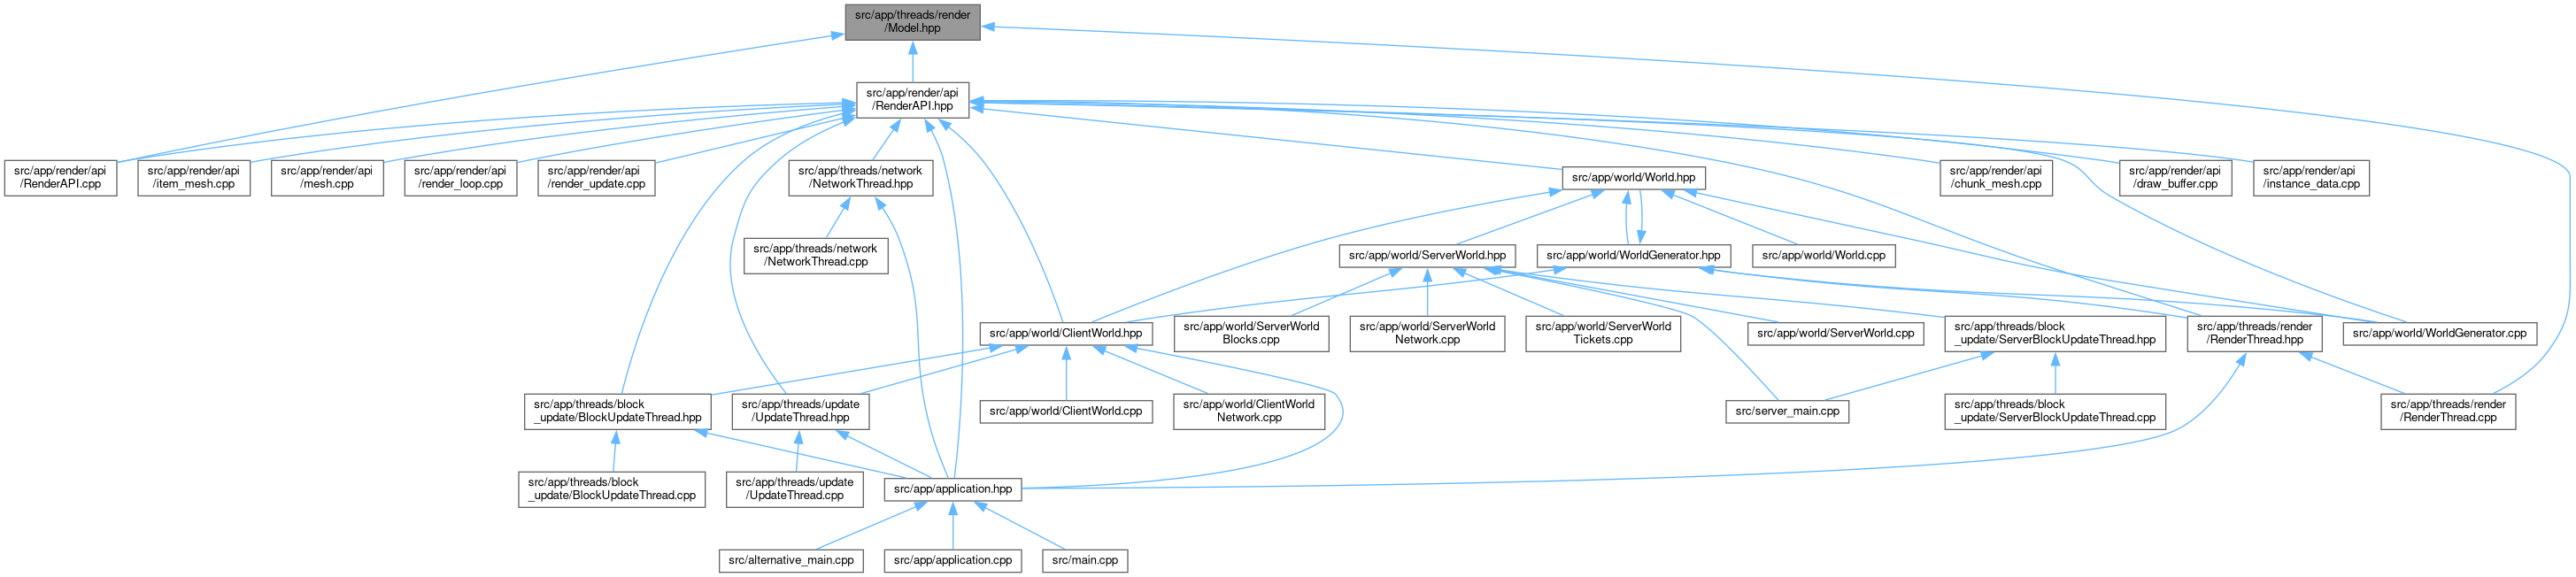 src/app/threads/render
/Model.hpp
src/app/render/api
/RenderAPI.hpp
src/app/render/api
/RenderAPI.cpp
src/app/render/api
/item_mesh.cpp
src/app/render/api
/mesh.cpp
src/app/render/api
/render_loop.cpp
src/app/render/api
/render_update.cpp
src/app/threads/network
/NetworkThread.hpp
src/app/world/World.hpp
src/app/render/api
/chunk_mesh.cpp
src/app/render/api
/draw_buffer.cpp
src/app/render/api
/instance_data.cpp
src/app/threads/network
/NetworkThread.cpp
src/app/world/ServerWorld.hpp
src/app/world/WorldGenerator.hpp
src/app/world/World.cpp
src/app/world/ClientWorld.hpp
src/app/world/ServerWorld
Blocks.cpp
src/app/world/ServerWorld
Network.cpp
src/app/world/ServerWorld
Tickets.cpp
src/app/world/ServerWorld.cpp
src/app/threads/block
_update/ServerBlockUpdateThread.hpp
src/app/threads/render
/RenderThread.hpp
src/app/world/WorldGenerator.cpp
src/app/threads/block
_update/BlockUpdateThread.hpp
src/app/threads/update
/UpdateThread.hpp
src/app/world/ClientWorld.cpp
src/app/world/ClientWorld
Network.cpp
src/server_main.cpp
src/app/threads/block
_update/ServerBlockUpdateThread.cpp
src/app/threads/render
/RenderThread.cpp
src/app/threads/block
_update/BlockUpdateThread.cpp
src/app/threads/update
/UpdateThread.cpp
src/app/application.hpp
src/alternative_main.cpp
src/app/application.cpp
src/main.cpp